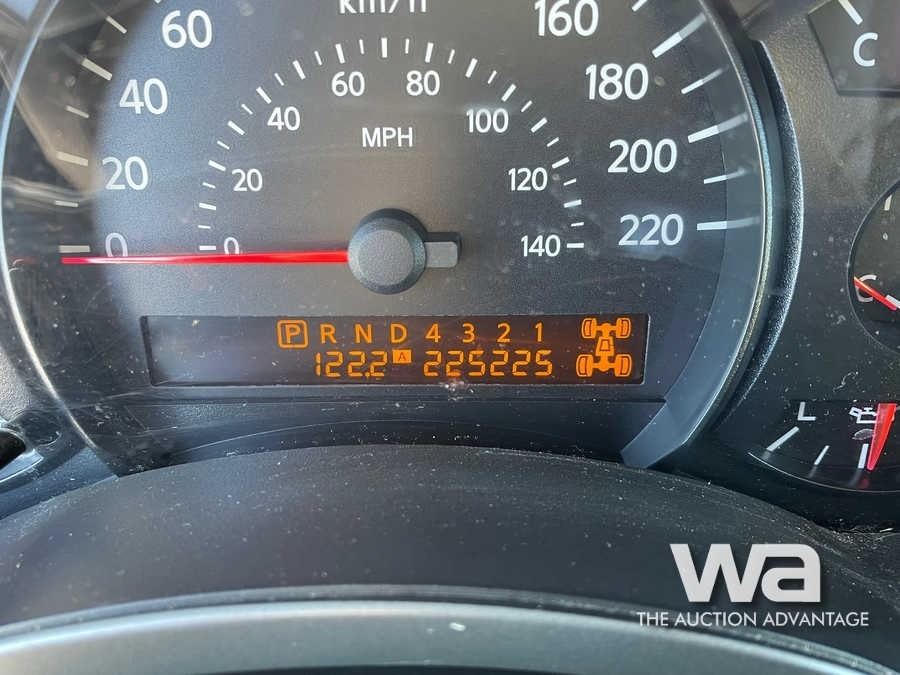 km/h
60 160
40 60 80 180
40 100
MPH
20 20 120 200
0 0 140 220
P R N D 4 3 2 1
122.2 A 225225
C
C
L
wa
THE AUCTION ADVANTAGE